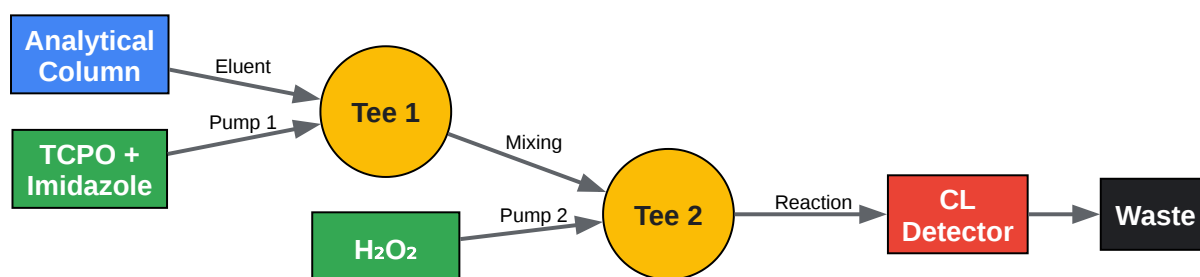 Analytical
Column
Eluent
Tee 1
Pump 1
TCPO +
Imidazole
Mixing
Pump 2
H₂O₂
Tee 2
Reaction
CL
Detector
Waste